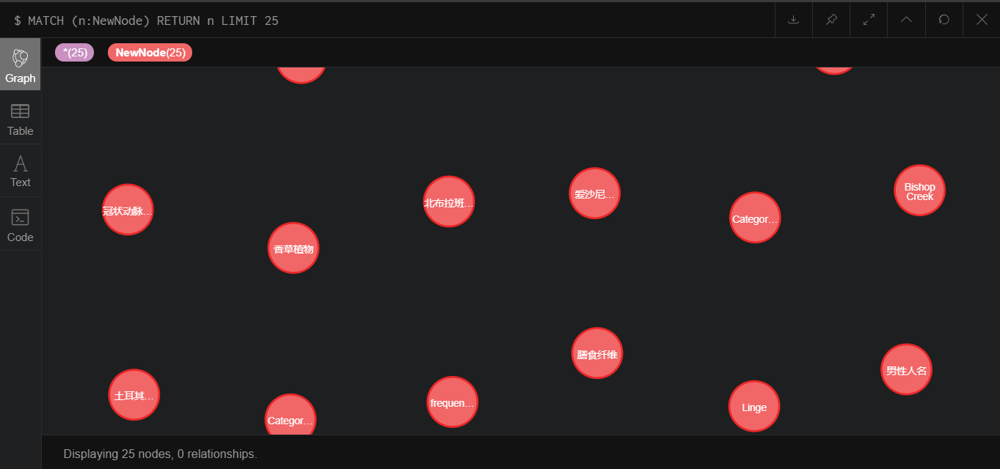 $ MATCH (n:NewNode) RETURN n LIMIT 25
*(25) NewNode(25)
Graph
Table
Text
Code
冠状动脉...
香草植物
北布拉班...
爱沙尼...
Categor...
Bishop
Creek
土耳其...
Categor...
frequen...
膳食纤维
Linge
男性人名
Displaying 25 nodes, 0 relationships.